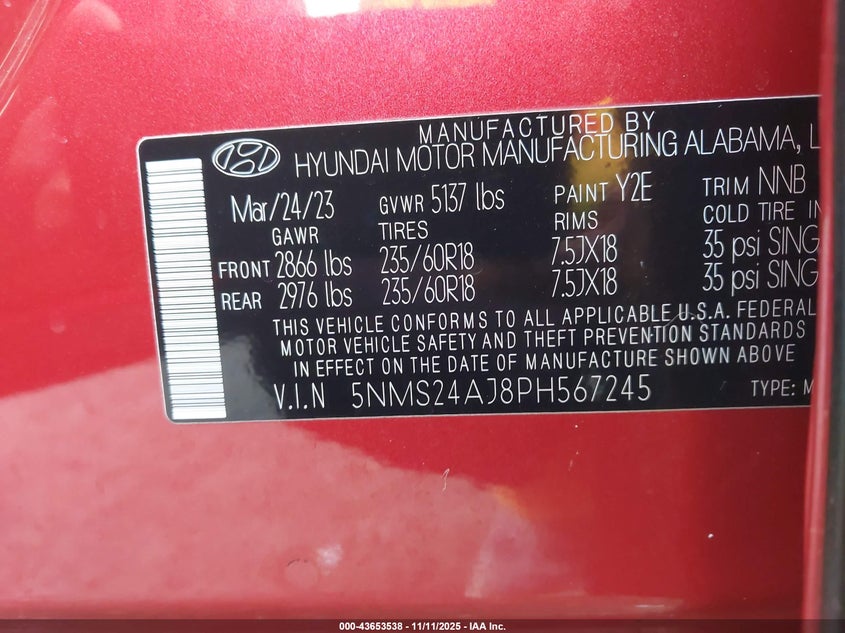 MANUFACTURED BY
HYUNDAI MOTOR MANUFACTURING ALABAMA, L
Mar/24/23 GVWR 5137 lbs PAINT Y2E TRIM NNB
GAWR TIRES RIMS COLD TIRE IN
FRONT 2866 lbs 235/60R18 7.5JX18 35 psi SING
REAR 2976 lbs 235/60R18 7.5JX18 35 psi SING
THIS VEHICLE CONFORMS TO ALL APPLICABLE U.S.A. FEDERAL
MOTOR VEHICLE SAFETY AND THEFT PREVENTION STANDARDS
IN EFFECT ON THE DATE OF MANUFACTURE SHOWN ABOVE
V.I.N 5NMS24AJ8PH567245 TYPE: M
000-43653538 - 11/11/2025 - IAA Inc.